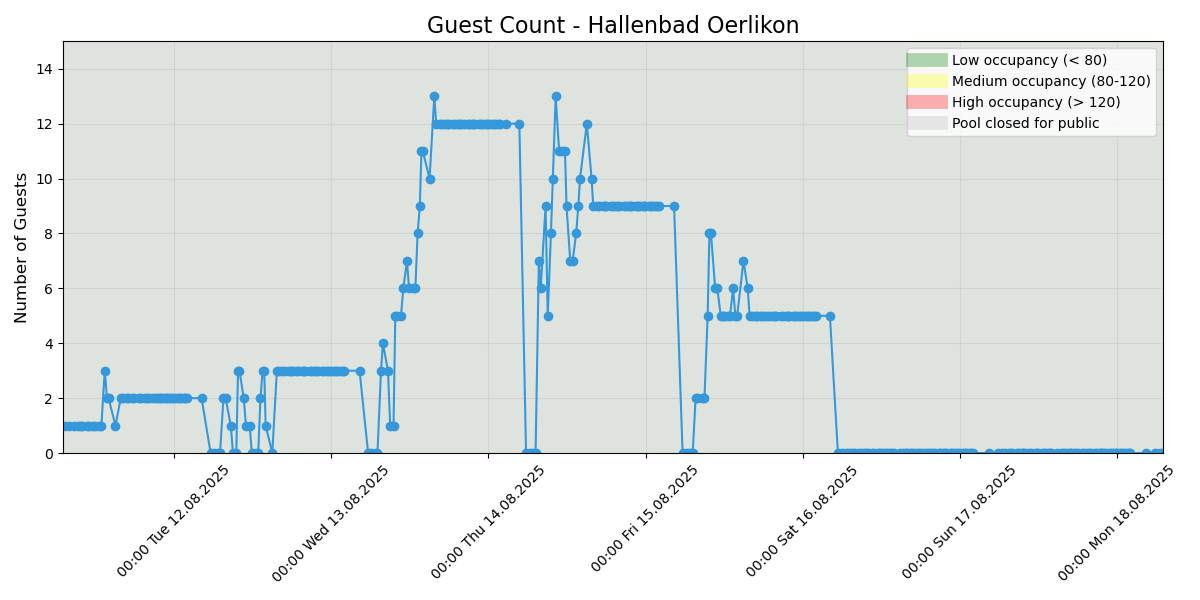 Guest Count - Hallenbad Oerlikon
Number of Guests
14
12
10
8
6
4
2
0
Low occupancy (< 80)
Medium occupancy (80-120)
High occupancy (> 120)
Pool closed for public
00:00 Tue 12.08.2025
00:00 Wed 13.08.2025
00:00 Thu 14.08.2025
00:00 Fri 15.08.2025
00:00 Sat 16.08.2025
00:00 Sun 17.08.2025
00:00 Mon 18.08.2025